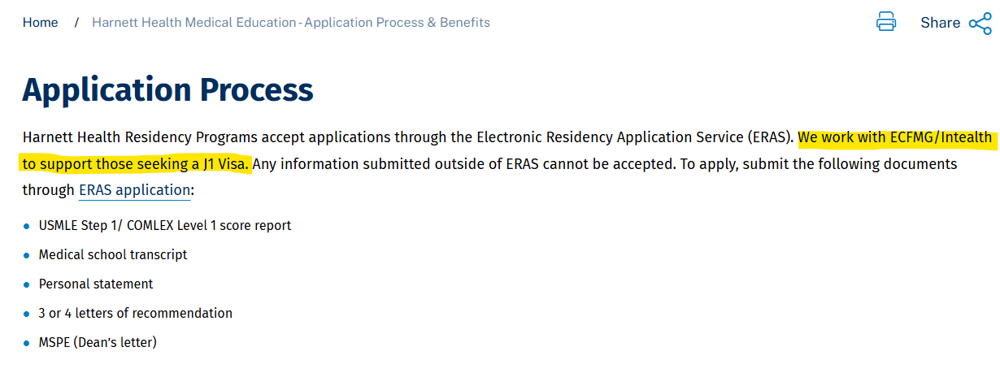 Home / Harnett Health Medical Education - Application Process & Benefits
Share
Application Process
Harnett Health Residency Programs accept applications through the Electronic Residency Application Service (ERAS). We work with ECFMG/Intealth
to support those seeking a J1 Visa. Any information submitted outside of ERAS cannot be accepted. To apply, submit the following documents
through ERAS application:
USMLE Step 1/ COMLEX Level 1 score report
Medical school transcript
Personal statement
3 or 4 letters of recommendation
MSPE (Dean’s letter)